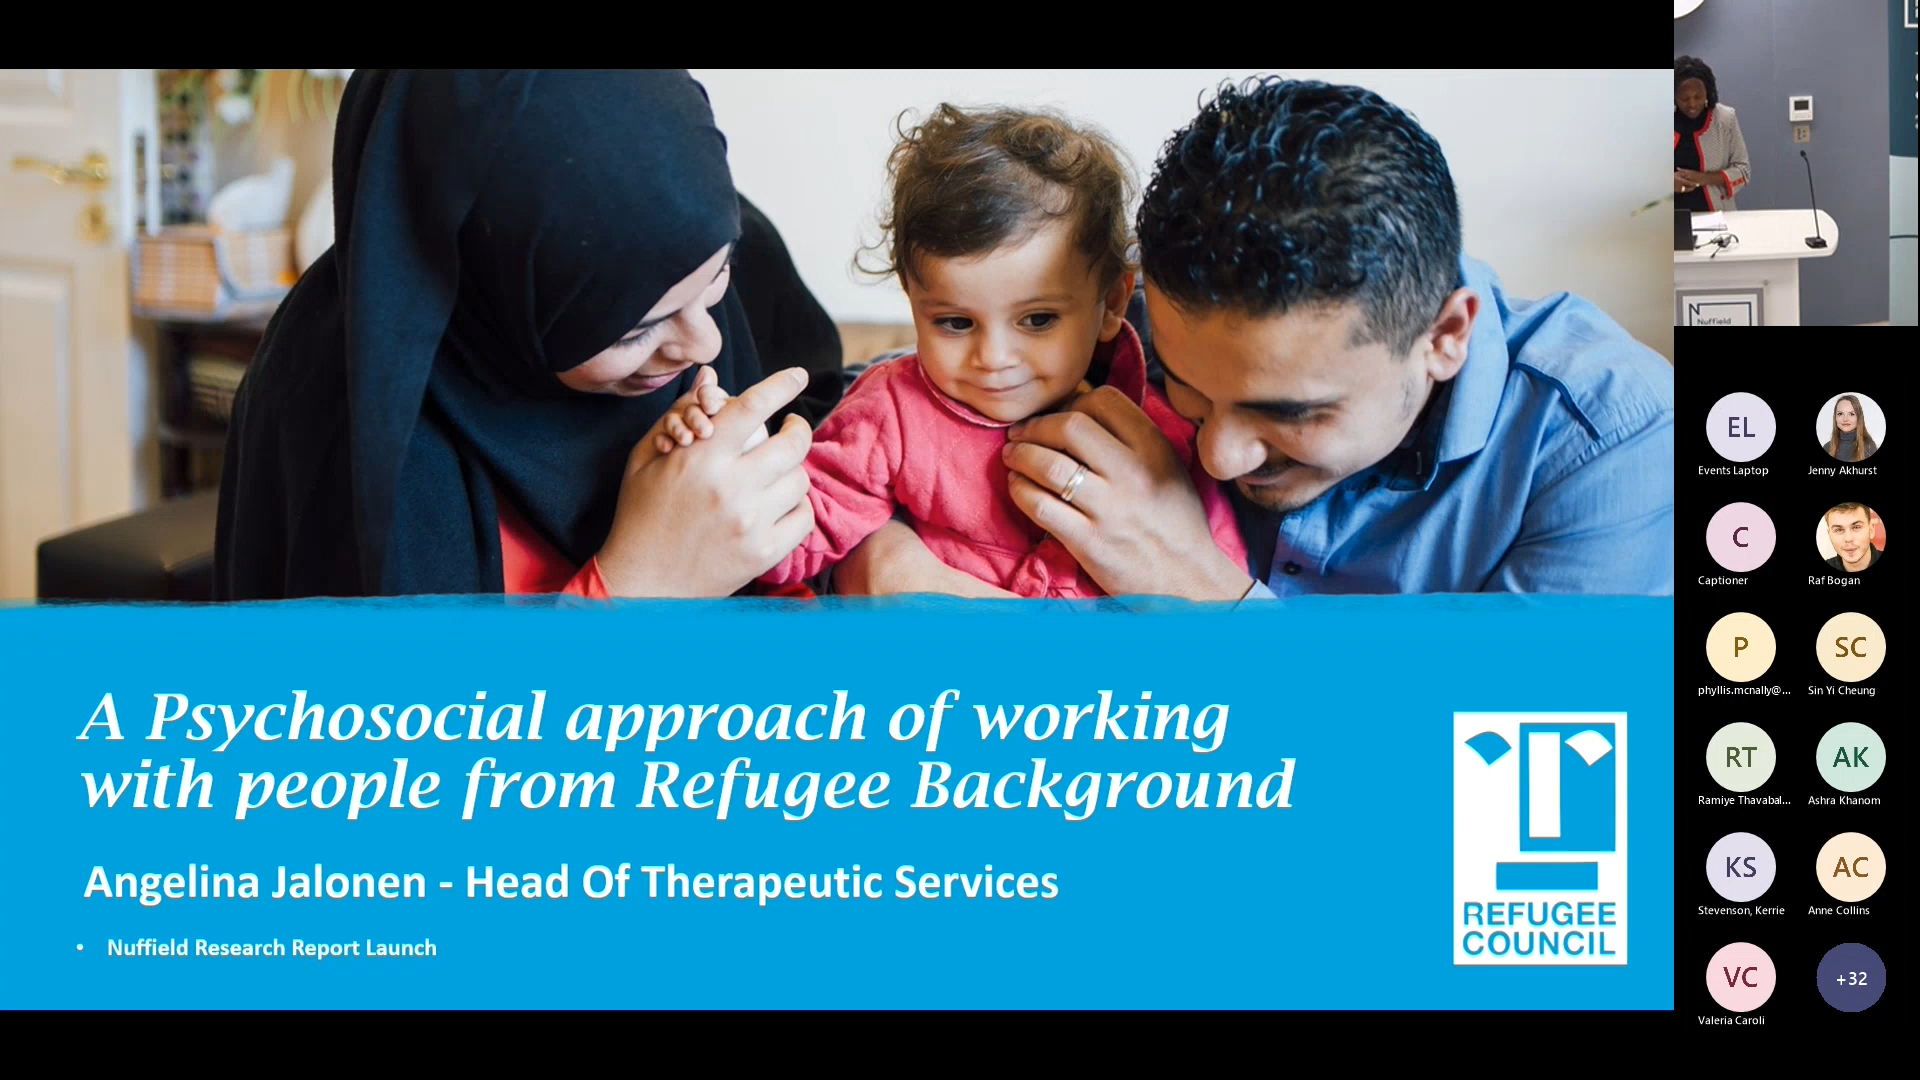 A Psychosocial approach of working
with people from Refugee Background
Angelina Jalonen - Head Of Therapeutic Services
• Nuffield Research Report Launch
REFUGEE
COUNCIL
N
Nuffield
EL
Events Laptop
Jenny Akhurst
C
Captioner
Raf Bogan
P
phyllis.mcnally@...
SC
Sin Yi Cheung
RT
Ramiye Thavabal...
AK
Ashra Khanom
KS
Stevenson, Kerrie
AC
Anne Collins
VC
Valeria Caroli
+32